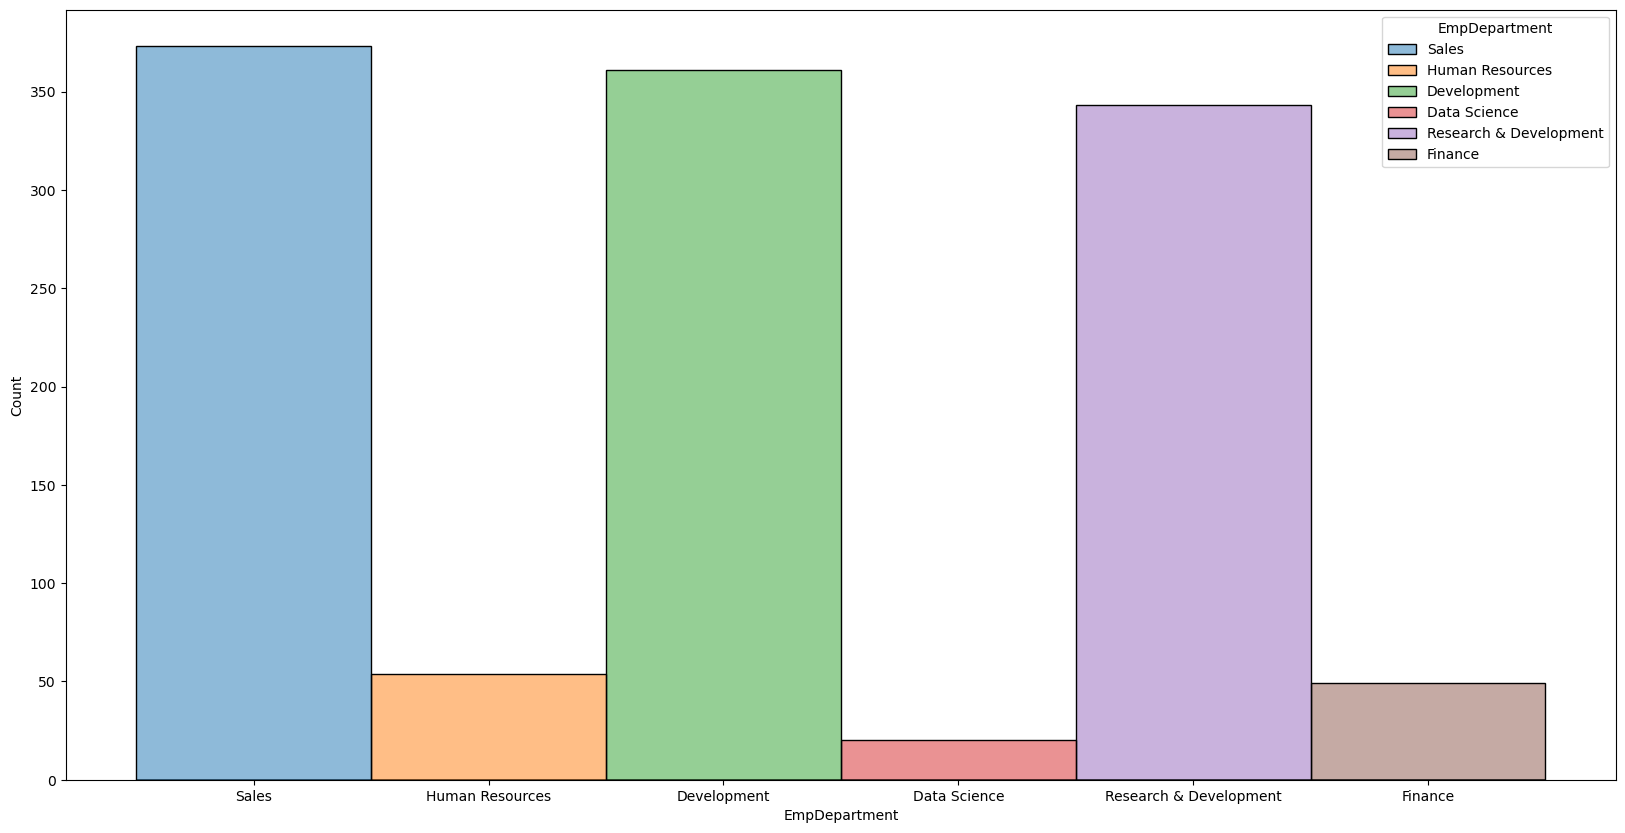 EmpDepartment
Sales
Human Resources
Development
Data Science
Research & Development
Finance
350
300
250
200
150
100
50
0
Count
Sales Human Resources Development Data Science Research & Development Finance
EmpDepartment